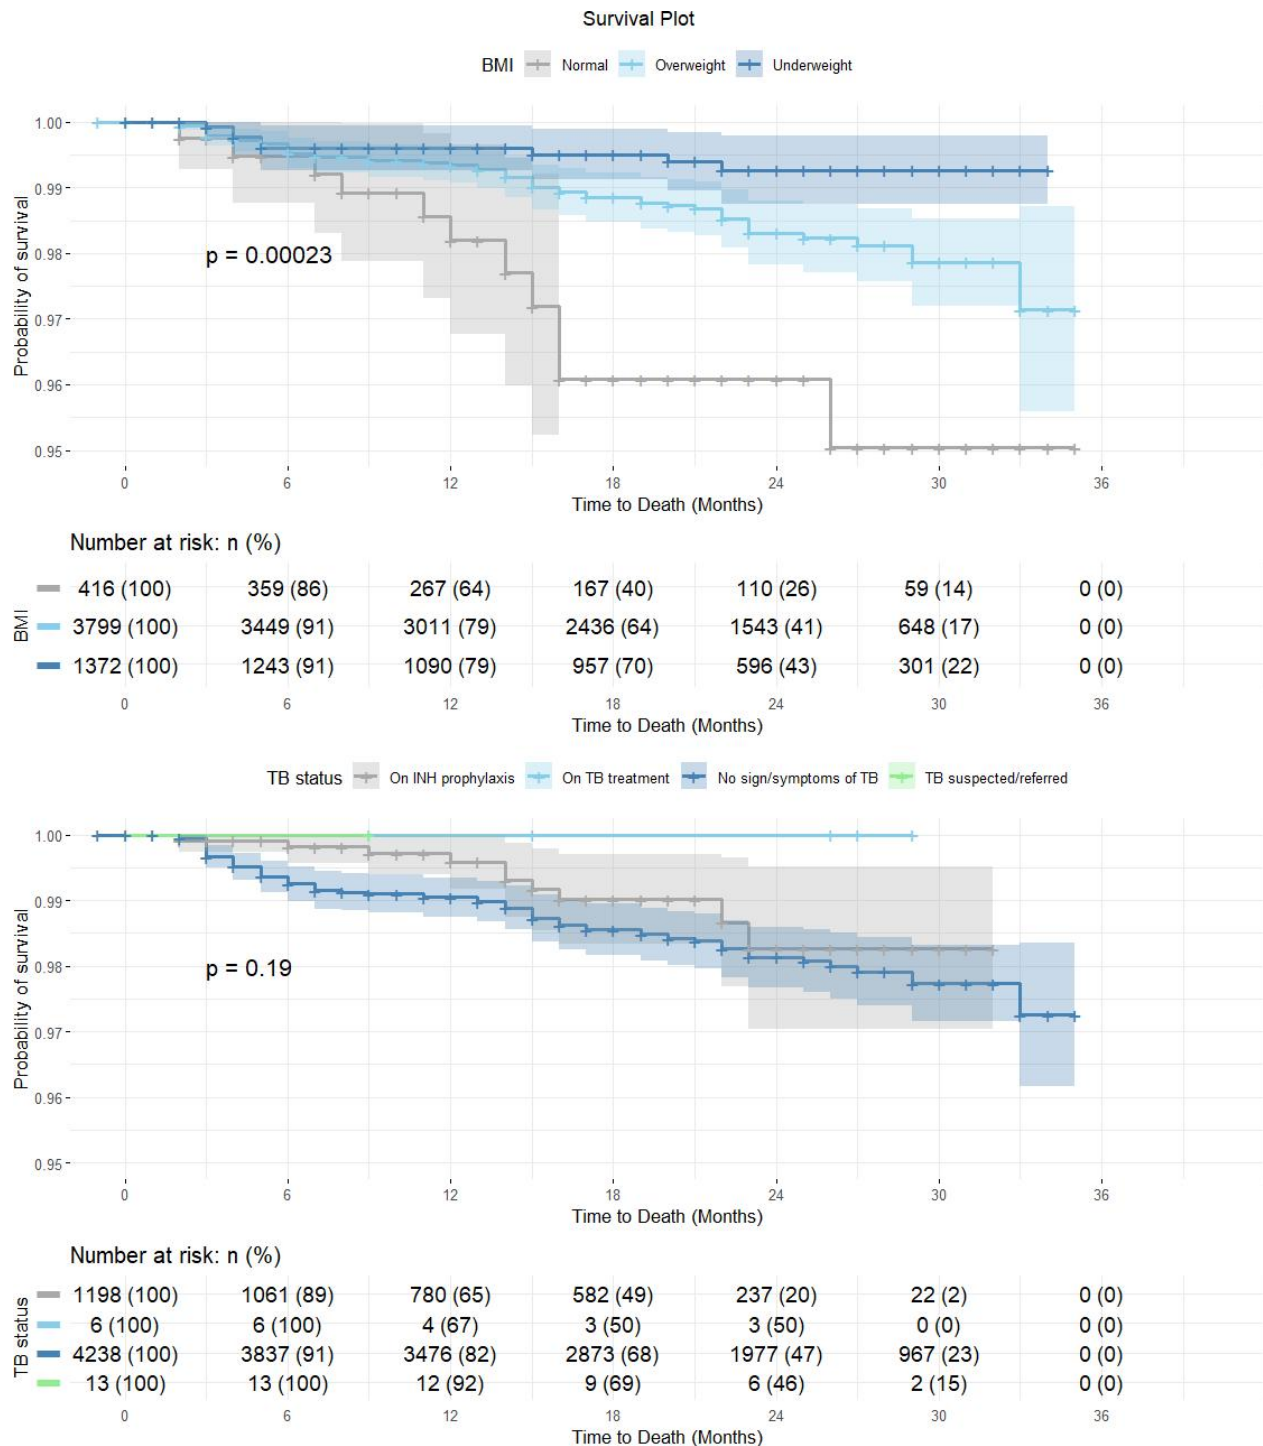 Survival Plot
BMI Normal Overweight Underweight
1.00
0.99
0.98
0.97
0.96
0.95
Probability of survival
p = 0.00023
0 6 12 18 24 30 36
Time to Death (Months)
Number at risk: n (%)
BMI
416 (100) 359 (86) 267 (64) 167 (40) 110 (26) 59 (14) 0 (0)
3799 (100) 3449 (91) 3011 (79) 2436 (64) 1543 (41) 648 (17) 0 (0)
1372 (100) 1243 (91) 1090 (79) 957 (70) 596 (43) 301 (22) 0 (0)
0 6 12 18 24 30 36
Time to Death (Months)
TB status On INH prophylaxis On TB treatment No sign/symptoms of TB TB suspected/referred
1.00
0.99
0.98
0.97
0.96
0.95
Probability of survival
p = 0.19
0 6 12 18 24 30 36
Time to Death (Months)
Number at risk: n (%)
TB status
1198 (100) 1061 (89) 780 (65) 582 (49) 237 (20) 22 (2) 0 (0)
6 (100) 6 (100) 4 (67) 3 (50) 3 (50) 0 (0) 0 (0)
4238 (100) 3837 (91) 3476 (82) 2873 (68) 1977 (47) 967 (23) 0 (0)
13 (100) 13 (100) 12 (92) 9 (69) 6 (46) 2 (15) 0 (0)
0 6 12 18 24 30 36
Time to Death (Months)